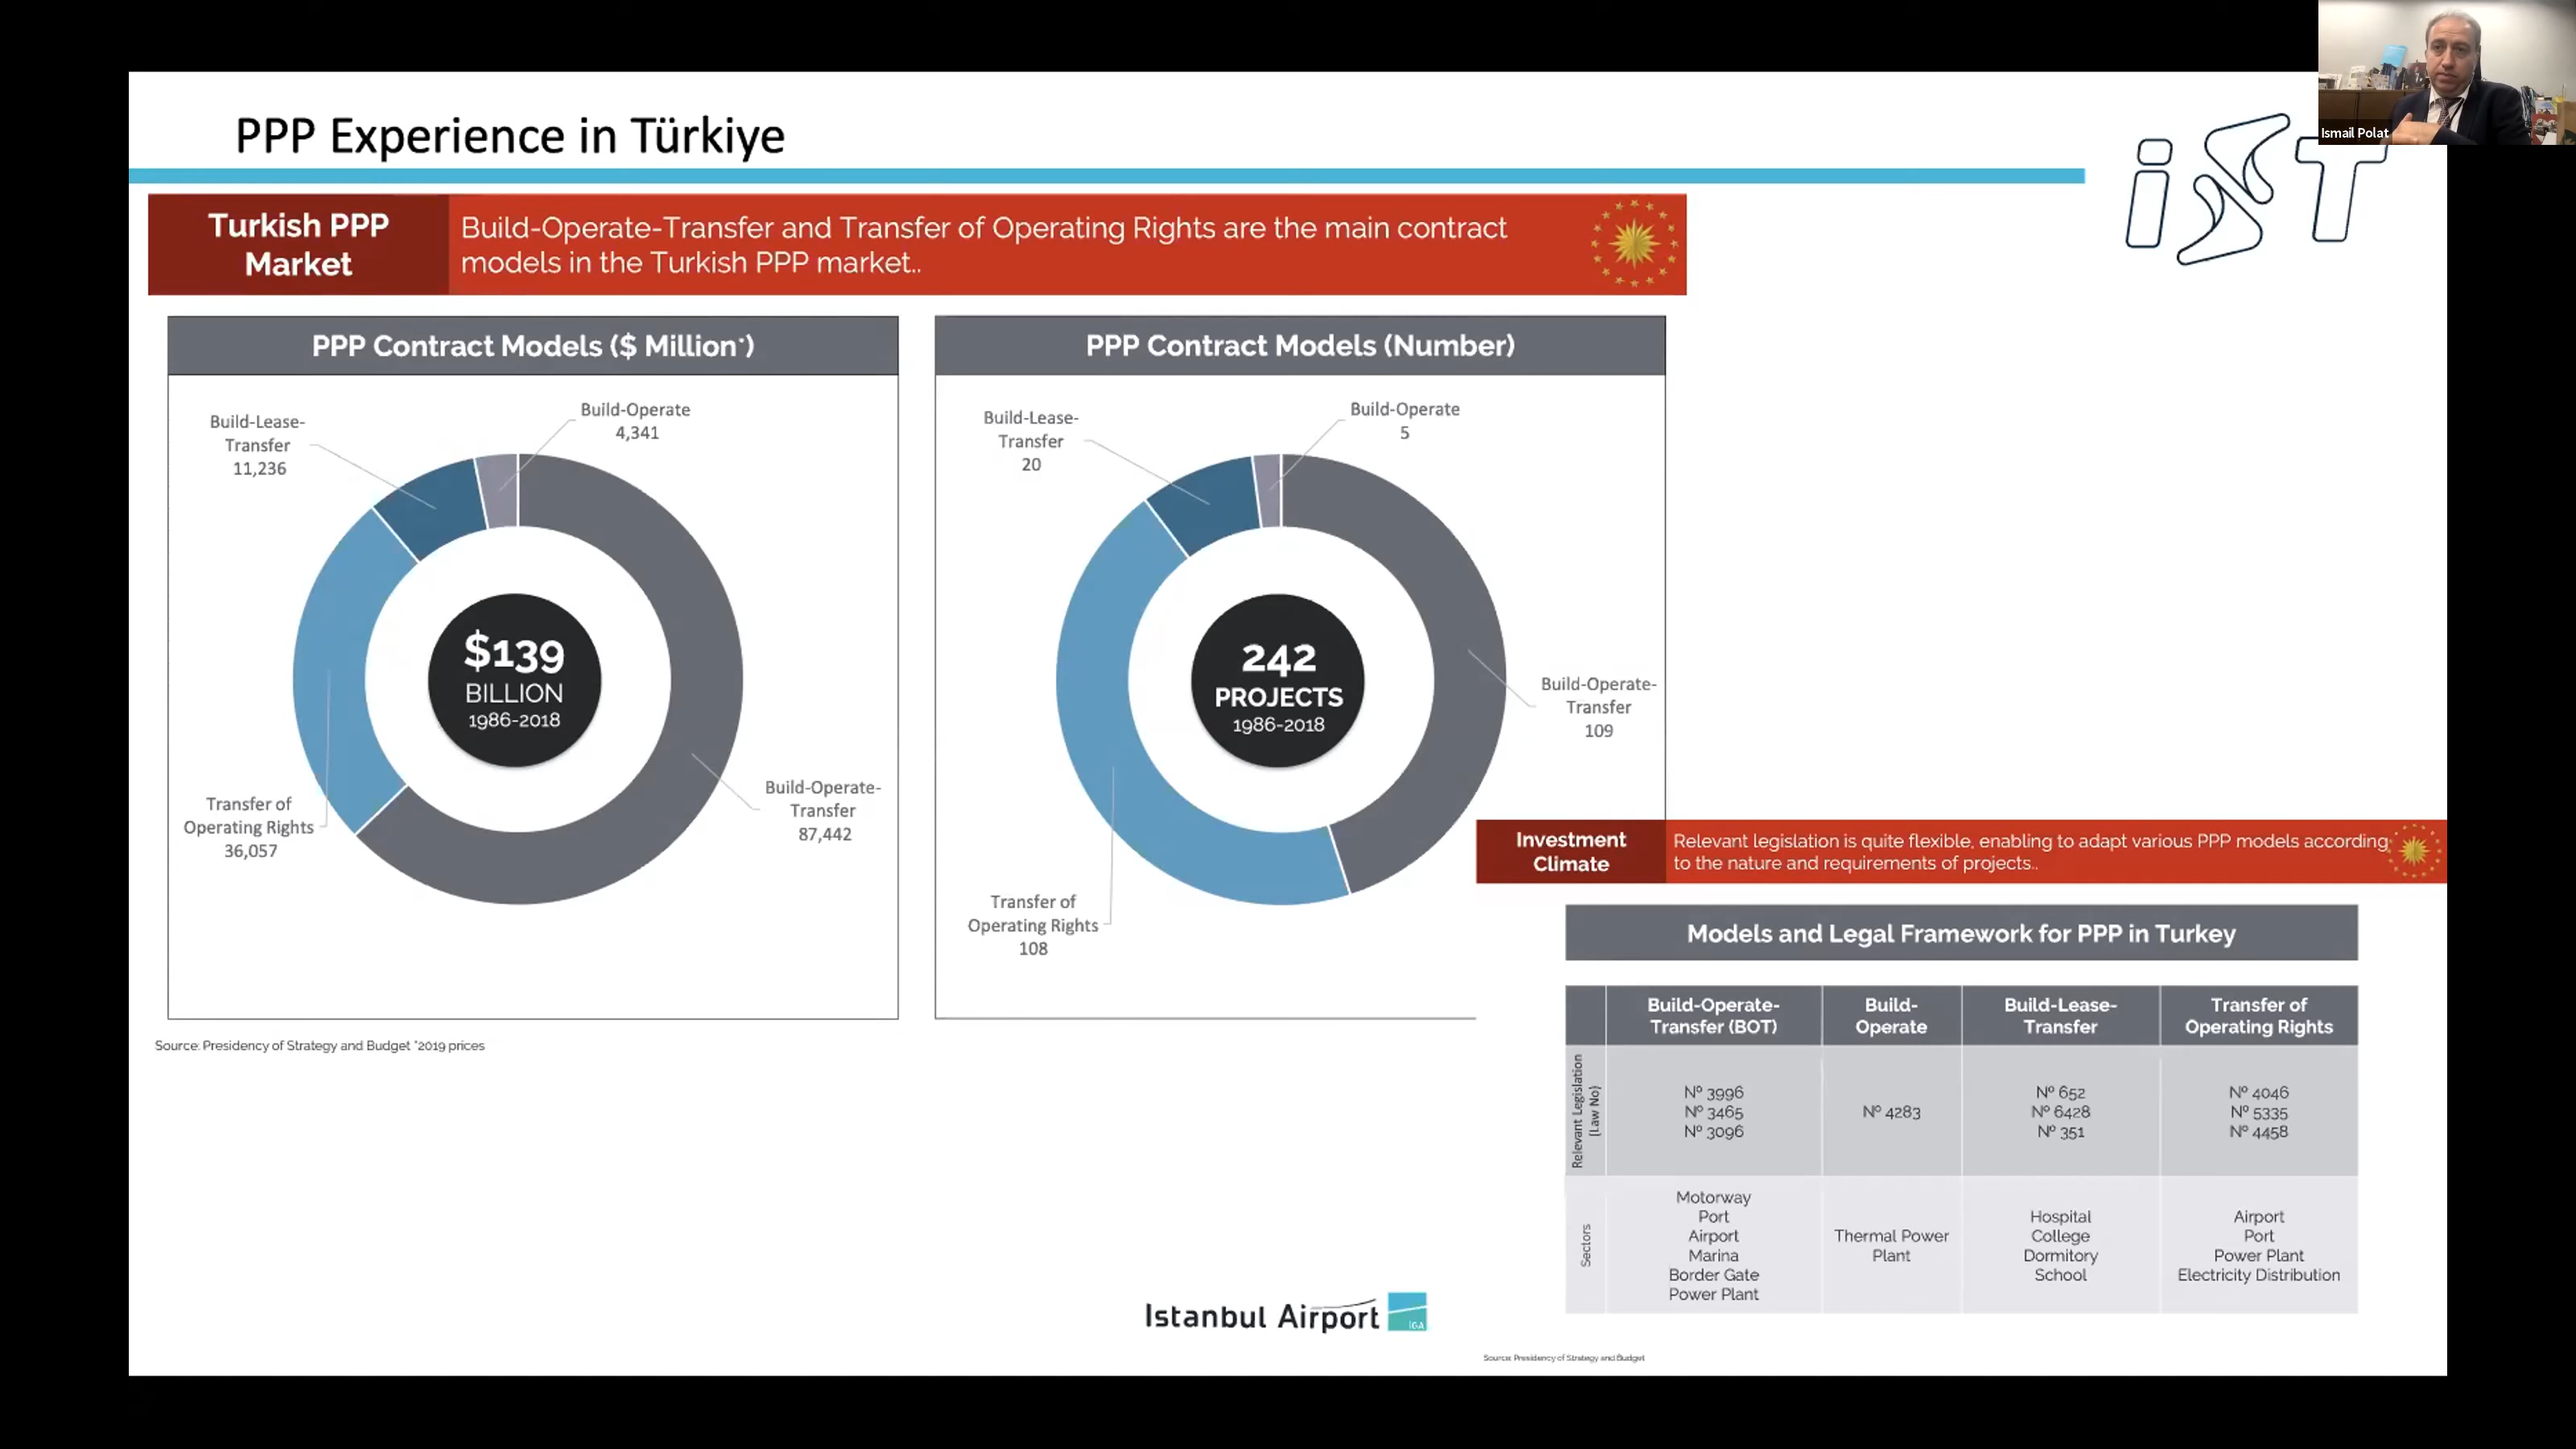 Ismail Polat
PPP Experience in Türkiye
iST
Turkish PPP
Market
Build-Operate-Transfer and Transfer of Operating Rights are the main contract
models in the Turkish PPP market..
PPP Contract Models ($ Million*)
Build-Lease-
Transfer
11,236
Build-Operate
4,341
$139
BILLION
1986-2018
Transfer of
Operating Rights
36,057
Build-Operate-
Transfer
87,442
Source: Presidency of Strategy and Budget *2019 prices
PPP Contract Models (Number)
Build-Lease-
Transfer
20
Build-Operate
5
242
PROJECTS
1986-2018
Build-Operate-
Transfer
109
Transfer of
Operating Rights
108
Investment
Climate
Relevant legislation is quite flexible, enabling to adapt various PPP models according
to the nature and requirements of projects..
Models and Legal Framework for PPP in Turkey
Build-Operate-
Transfer (BOT)
Build-
Operate
Build-Lease-
Transfer
Transfer of
Operating Rights
Relevant Legislation
(Law No)
Nº 3996
Nº 3465
Nº 3096
Nº 4283
Nº 652
Nº 6428
Nº 351
Nº 4046
Nº 5335
Nº 4458
Sectors
Motorway
Port
Airport
Marina
Border Gate
Power Plant
Thermal Power
Plant
Hospital
College
Dormitory
School
Airport
Port
Power Plant
Electricity Distribution
Istanbul Airport
iGA
Source: Presidency of Strategy and Budget